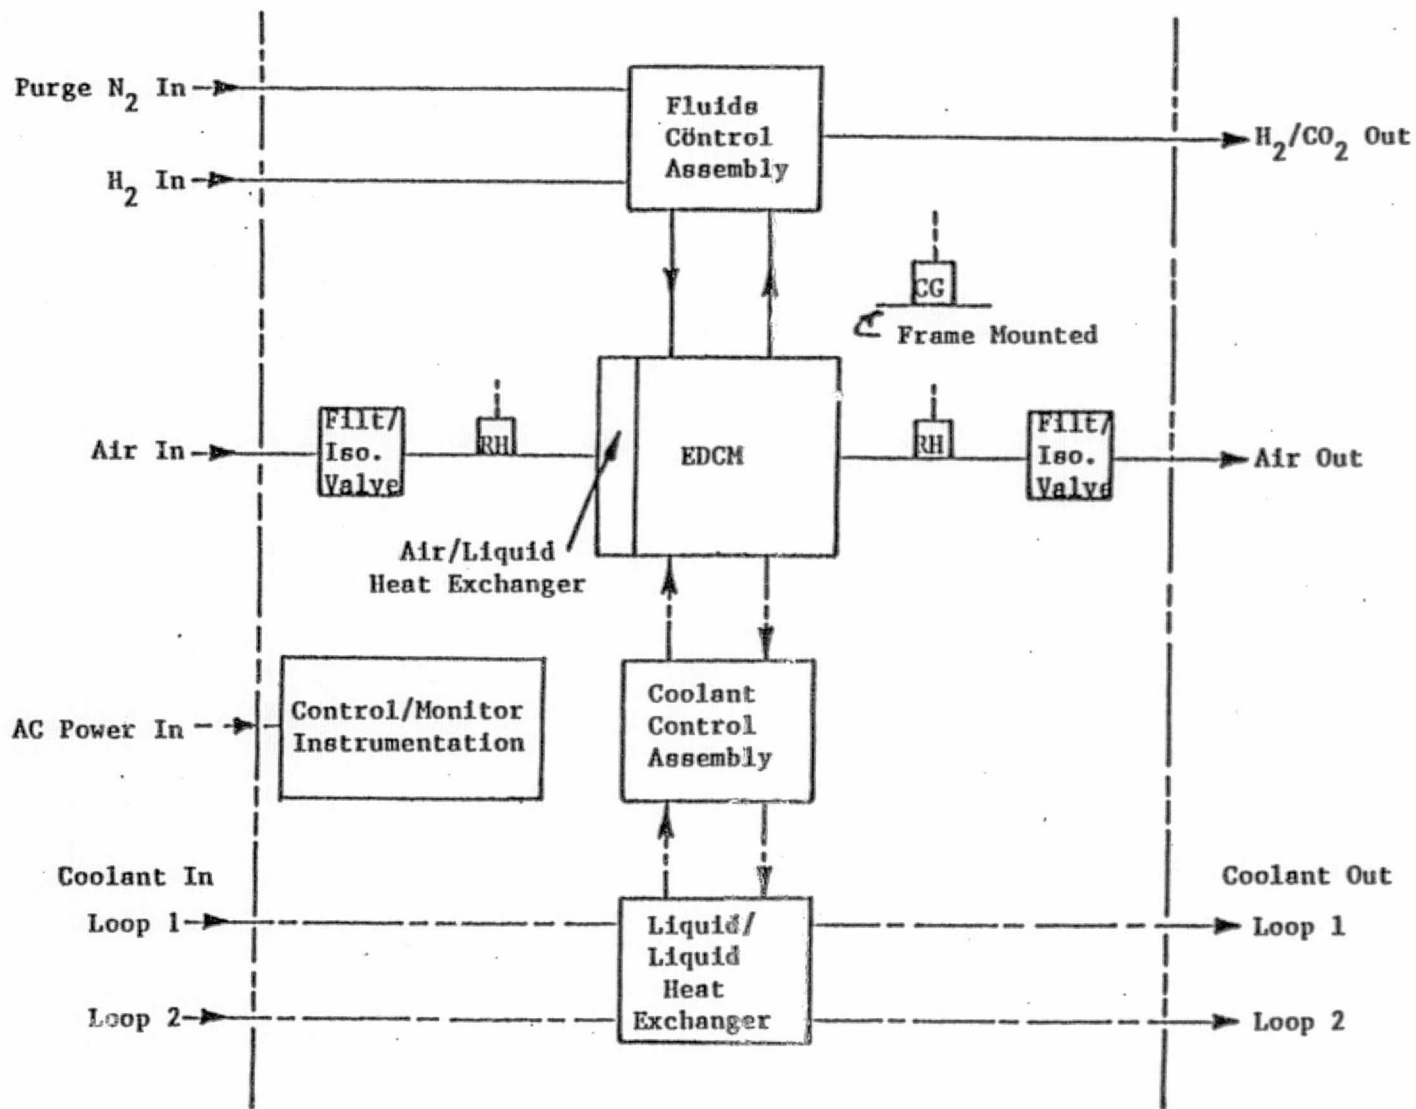 Purge N2 In
H2 In
Fluids
Control
Assembly
H2/CO2 Out
CG
Frame Mounted
Air In
Filt/
Iso.
Valve
RH
EDCM
RH
Filt/
Iso.
Valve
Air Out
Air/Liquid
Heat Exchanger
AC Power In
Control/Monitor
Instrumentation
Coolant
Control
Assembly
Coolant In
Loop 1
Loop 2
Liquid/
Liquid
Heat
Exchanger
Coolant Out
Loop 1
Loop 2